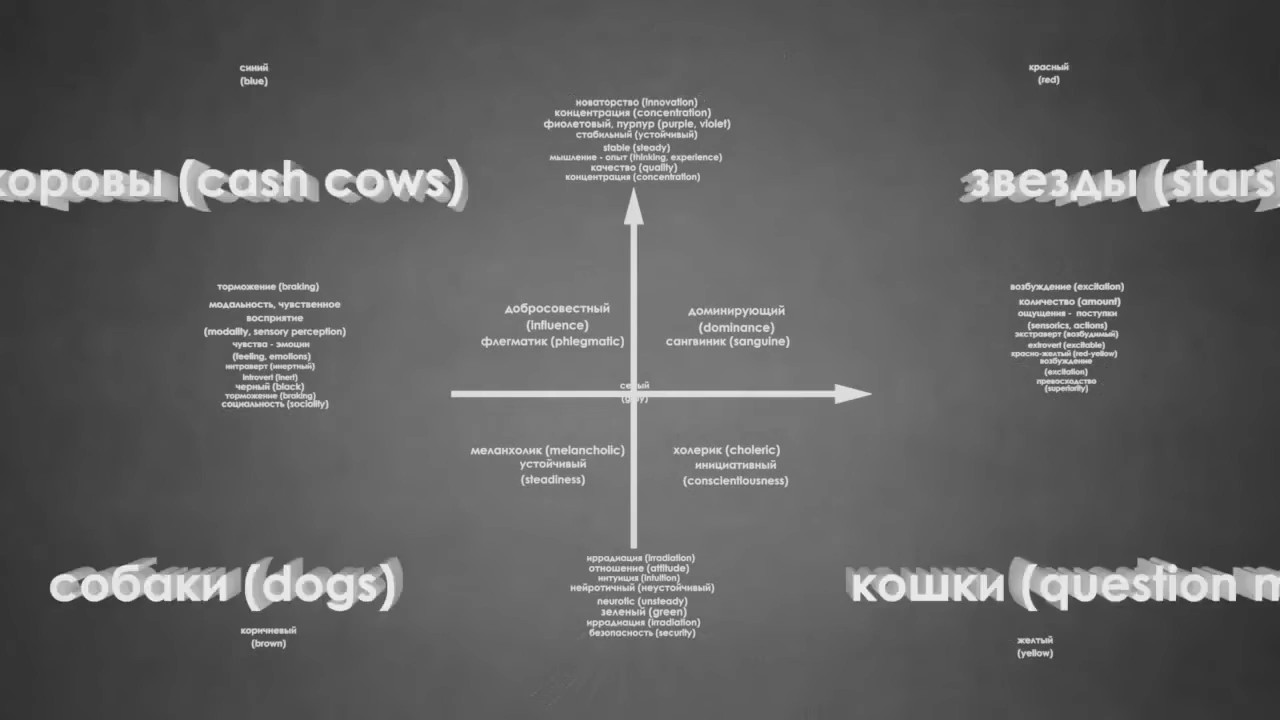 синий
(blue)
красный
(red)
новаторство (innovation)
концентрация (concentration)
фиолетовый, пурпур (purple, violet)
стабильный (устойчивый)
stable (steady)
мышление - опыт (thinking, experience)
качество (quality)
концентрация (concentration)
коровы (cash cows)
звезды (stars)
торможение (braking)
модальность, чувственное
восприятие
(modality, sensory perception)
чувства - эмоции
(feeling, emotions)
интраверт (инертный)
introvert (inert)
черный (black)
торможение (braking)
социальность (sociality)
добросовестный
(influence)
флегматик (phlegmatic)
доминирующий
(dominance)
сангвиник (sanguine)
возбуждение (excitation)
количество (amount)
ощущения - поступки
(sensorics, actions)
экстраверт (возбудимый)
extrovert (excitable)
красно-желтый (red-yellow)
возбуждение
(excitation)
превосходство
(superiority)
серый
(gray)
меланхолик (melancholic)
устойчивый
(steadiness)
холерик (choleric)
инициативный
(conscientiousness)
иррадиация (irradiation)
отношение (attitude)
интуиция (intuition)
нейротичный (неустойчивый)
neurotic (unsteady)
зеленый (green)
иррадиация (irradiation)
безопасность (security)
собаки (dogs)
кошки (question m
коричневый
(brown)
желтый
(yellow)